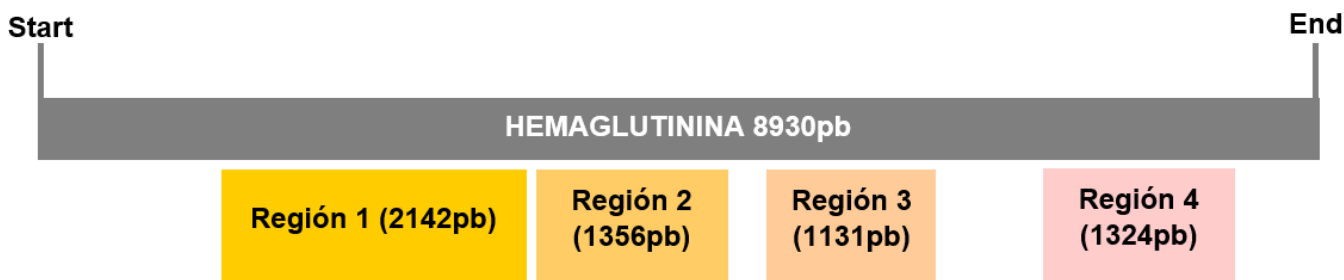 Start
End
HEMAGLUTININA 8930pb
Región 1 (2142pb)
Región 2
(1356pb)
Región 3
(1131pb)
Región 4
(1324pb)